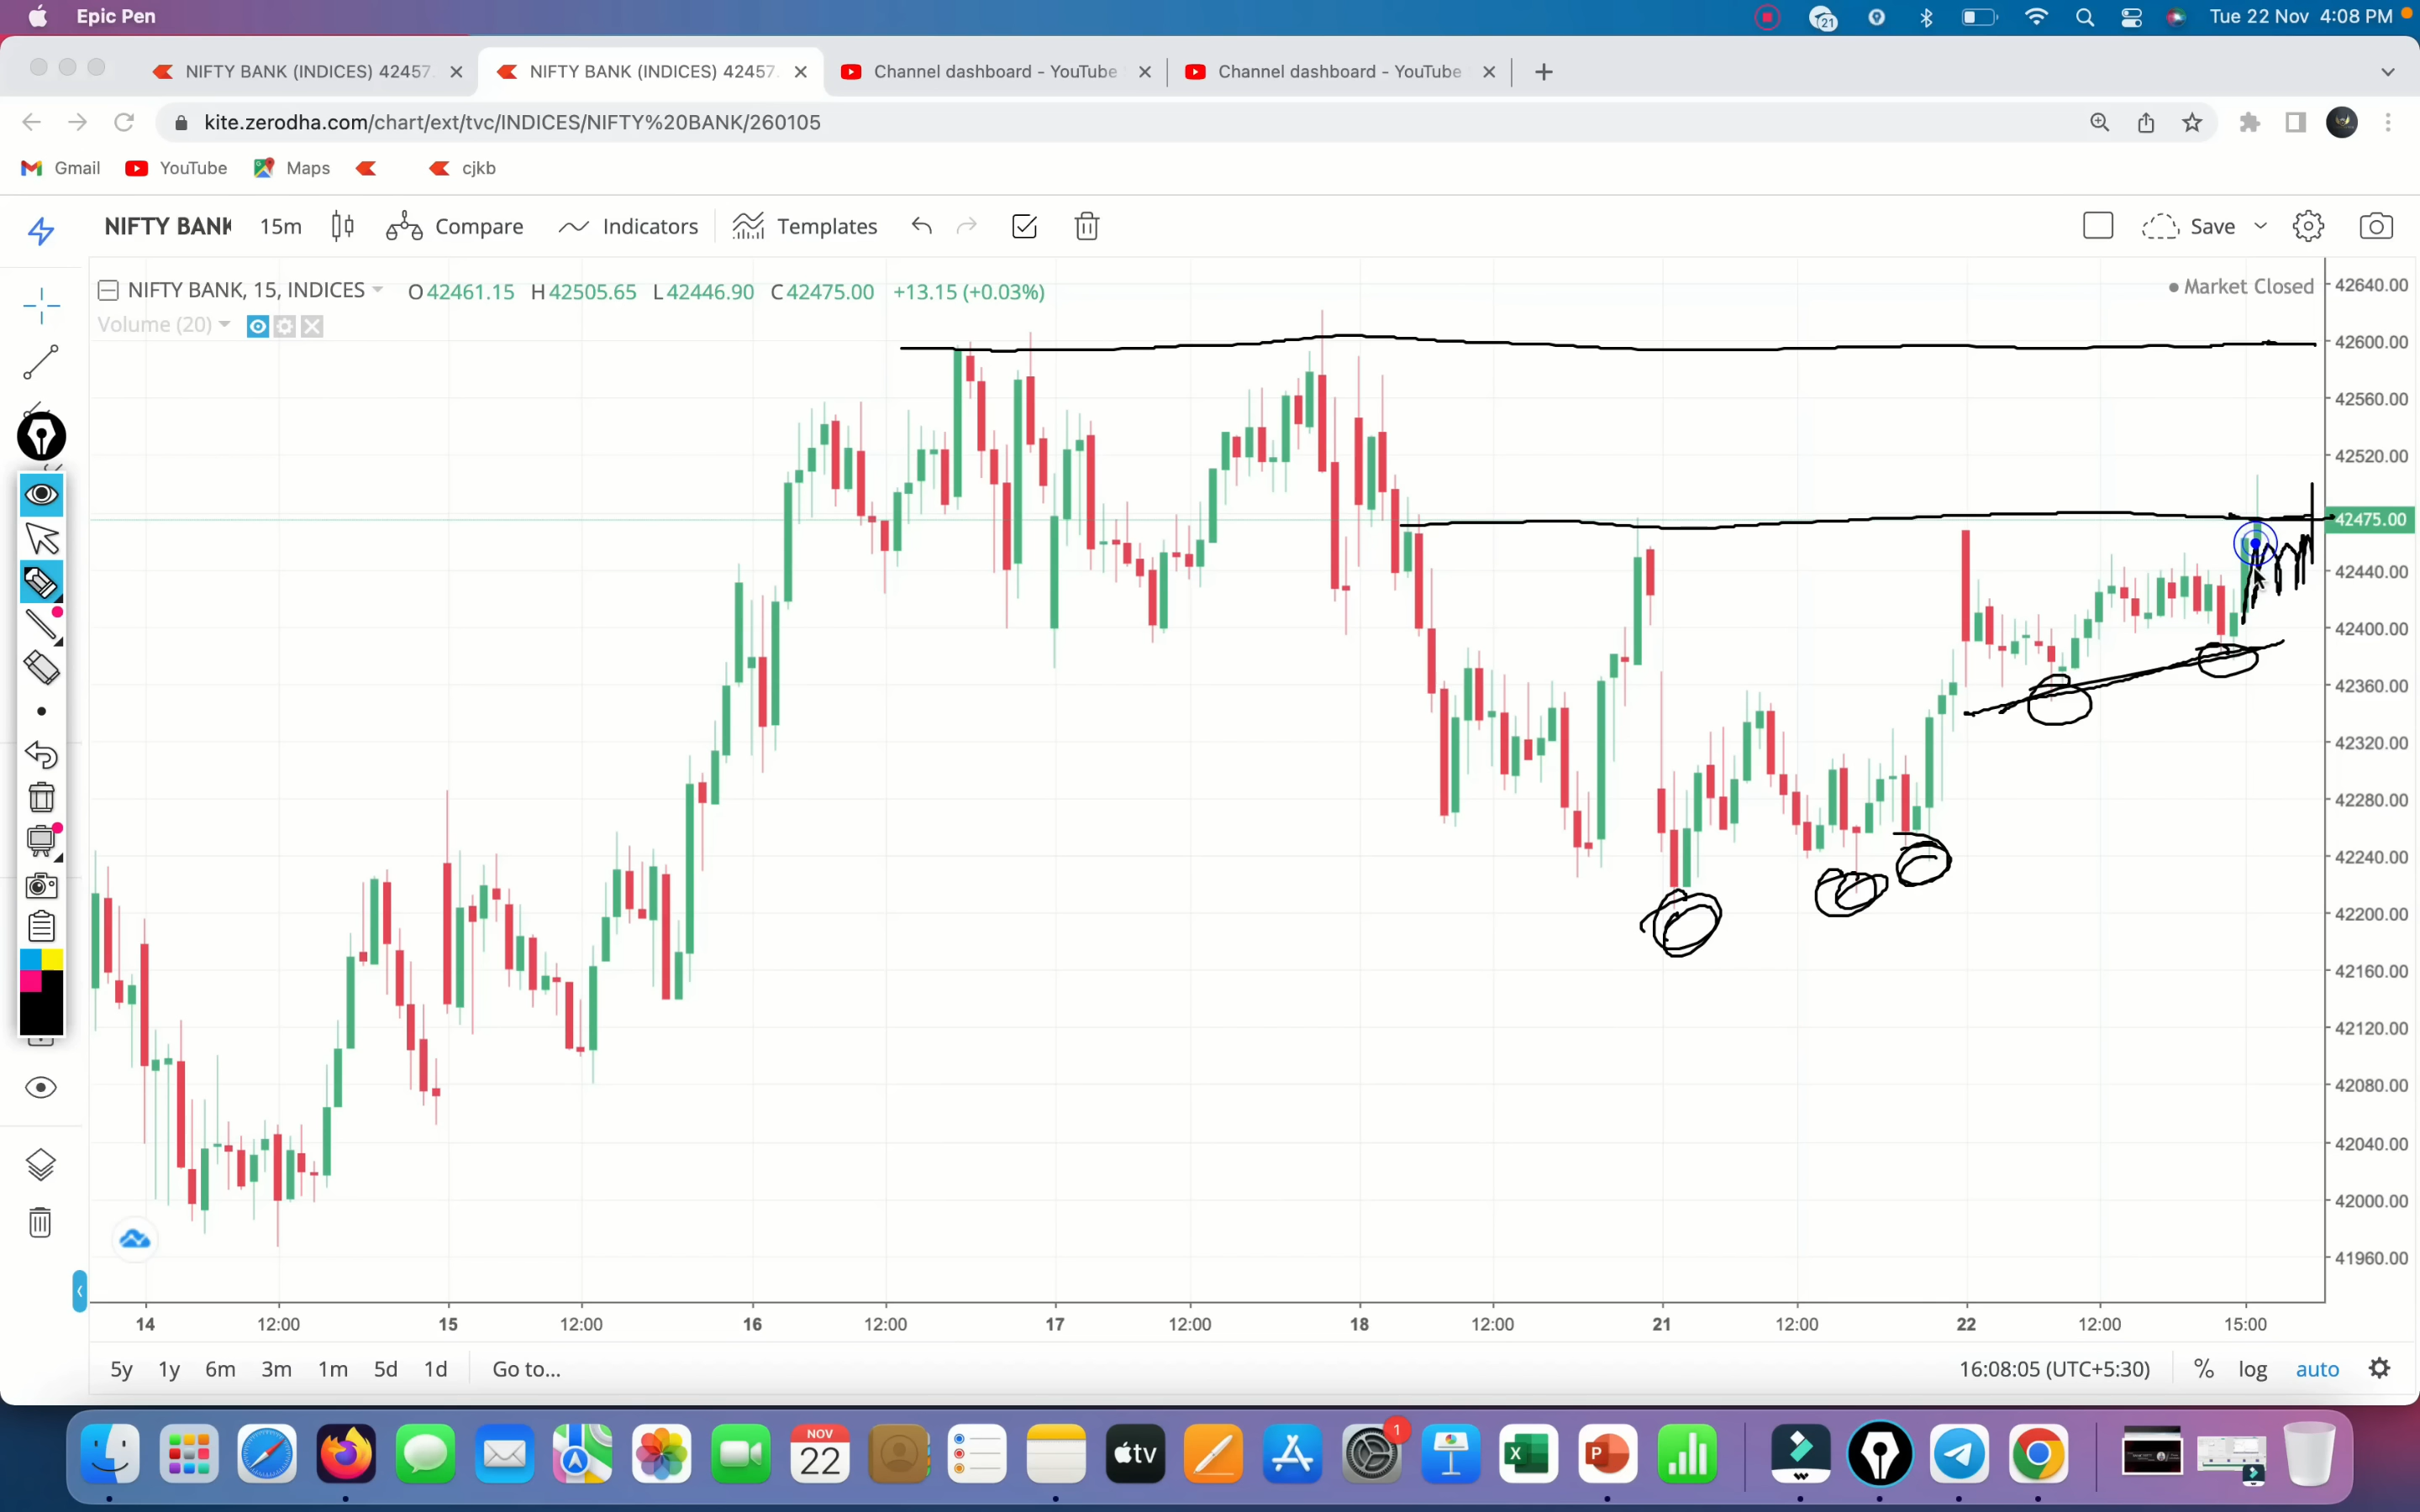 Epic Pen
21
Tue 22 Nov 4:08 PM
NIFTY BANK (INDICES) 42457
NIFTY BANK (INDICES) 42457
Channel dashboard - YouTube
Channel dashboard - YouTube
kite.zerodha.com/chart/ext/tvc/INDICES/NIFTY%20BANK/260105
Gmail
YouTube
Maps
cjkb
NIFTY BANK
15m
Compare
Indicators
Templates
Save
NIFTY BANK, 15, INDICES
O 42461.15 H 42505.65 L 42446.90 C 42475.00 +13.15 (+0.03%)
Market Closed
Volume (20)
42640.00
42600.00
42560.00
42520.00
42475.00
42440.00
42400.00
42360.00
42320.00
42280.00
42240.00
42200.00
42160.00
42120.00
42080.00
42040.00
42000.00
41960.00
14 12:00 15 12:00 16 12:00 17 12:00 18 12:00 21 12:00 22 12:00 15:00
5y 1y 6m 3m 1m 5d 1d Go to...
16:08:05 (UTC+5:30) % log auto
NOV
22
tv
1
X
P